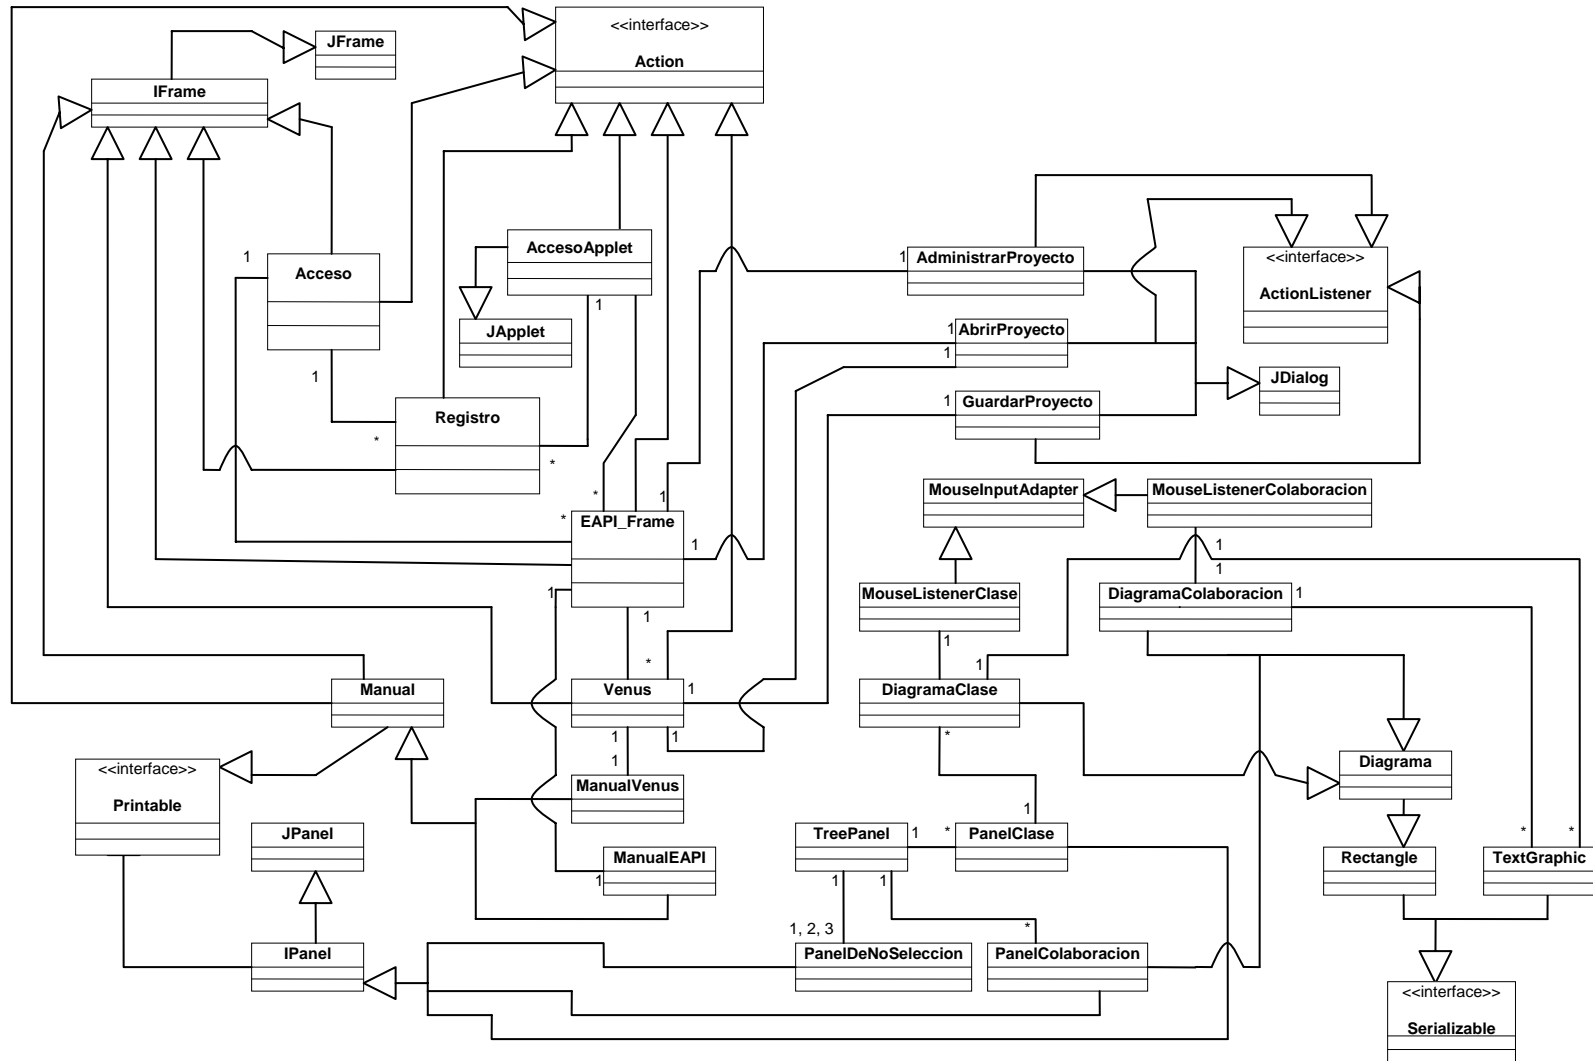 <<interface>>
Action
JFrame
IFrame
1
Acceso
1
AccesoApplet
1
JApplet
Registro
*
*
1
AdministrarProyecto
<<interface>>
ActionListener
1
AbrirProyecto
1
JDialog
1
GuardarProyecto
*
1
*
EAPI_Frame
1
1
1
MouseInputAdapter
MouseListenerColaboracion
1
1
MouseListenerClase
DiagramaColaboracion
1
1
1
*
Manual
Venus
1
DiagramaClase
1
1
1
*
<<interface>>
Printable
ManualVenus
Diagrama
1
JPanel
ManualEAPI
1
TreePanel
1
*
PanelClase
*
*
Rectangle
TextGraphic
1
1
1, 2, 3
*
IPanel
PanelDeNoSeleccion
PanelColaboracion
<<interface>>
Serializable